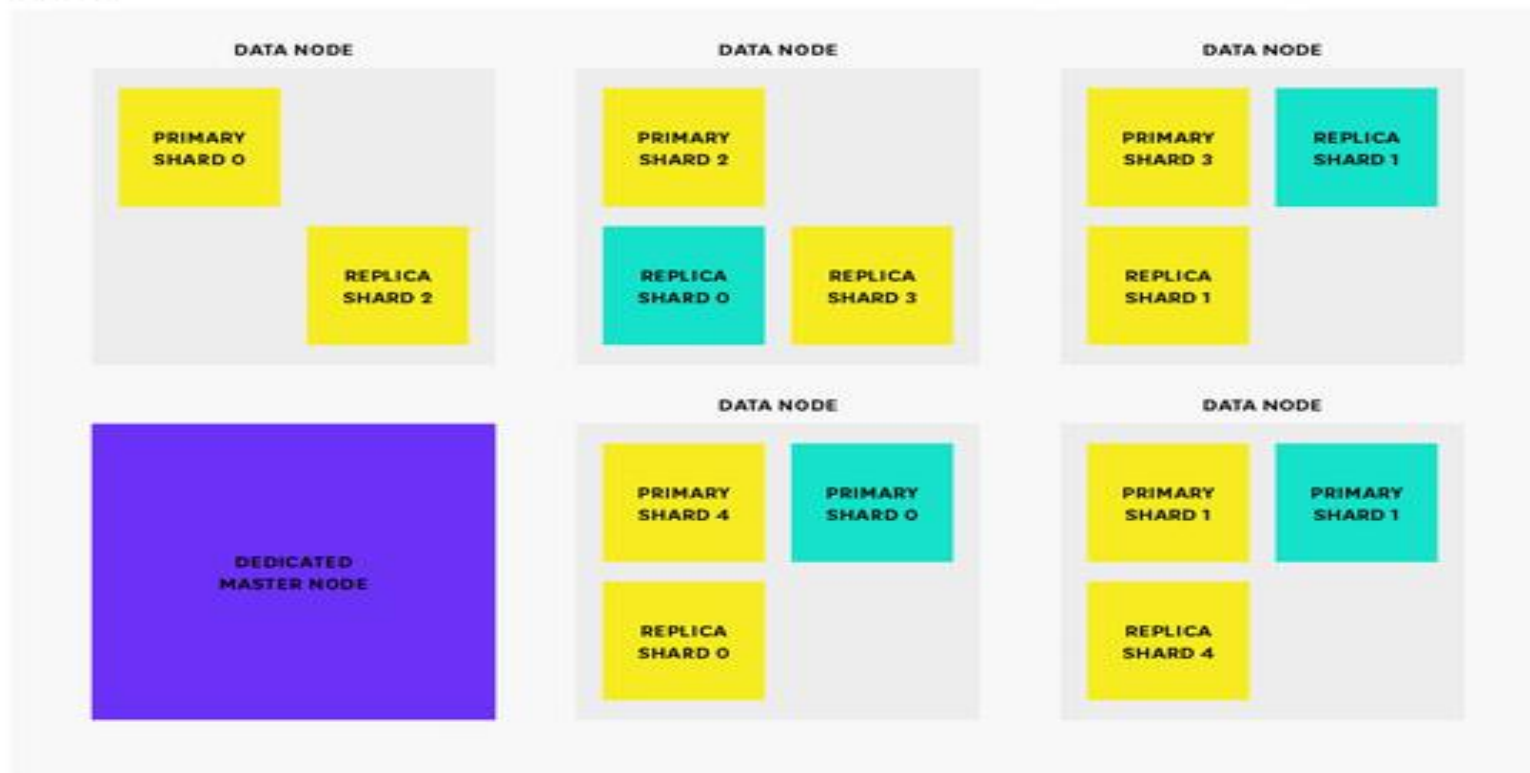 DATA NODE
DATA NODE
DATA NODE
PRIMARY
SHARD 0
REPLICA
SHARD 2
PRIMARY
SHARD 2
REPLICA
SHARD 0
REPLICA
SHARD 3
PRIMARY
SHARD 3
REPLICA
SHARD 1
REPLICA
SHARD 1
DEDICATED
MASTER NODE
DATA NODE
DATA NODE
PRIMARY
SHARD 4
PRIMARY
SHARD 0
REPLICA
SHARD 0
PRIMARY
SHARD 1
PRIMARY
SHARD 1
REPLICA
SHARD 4